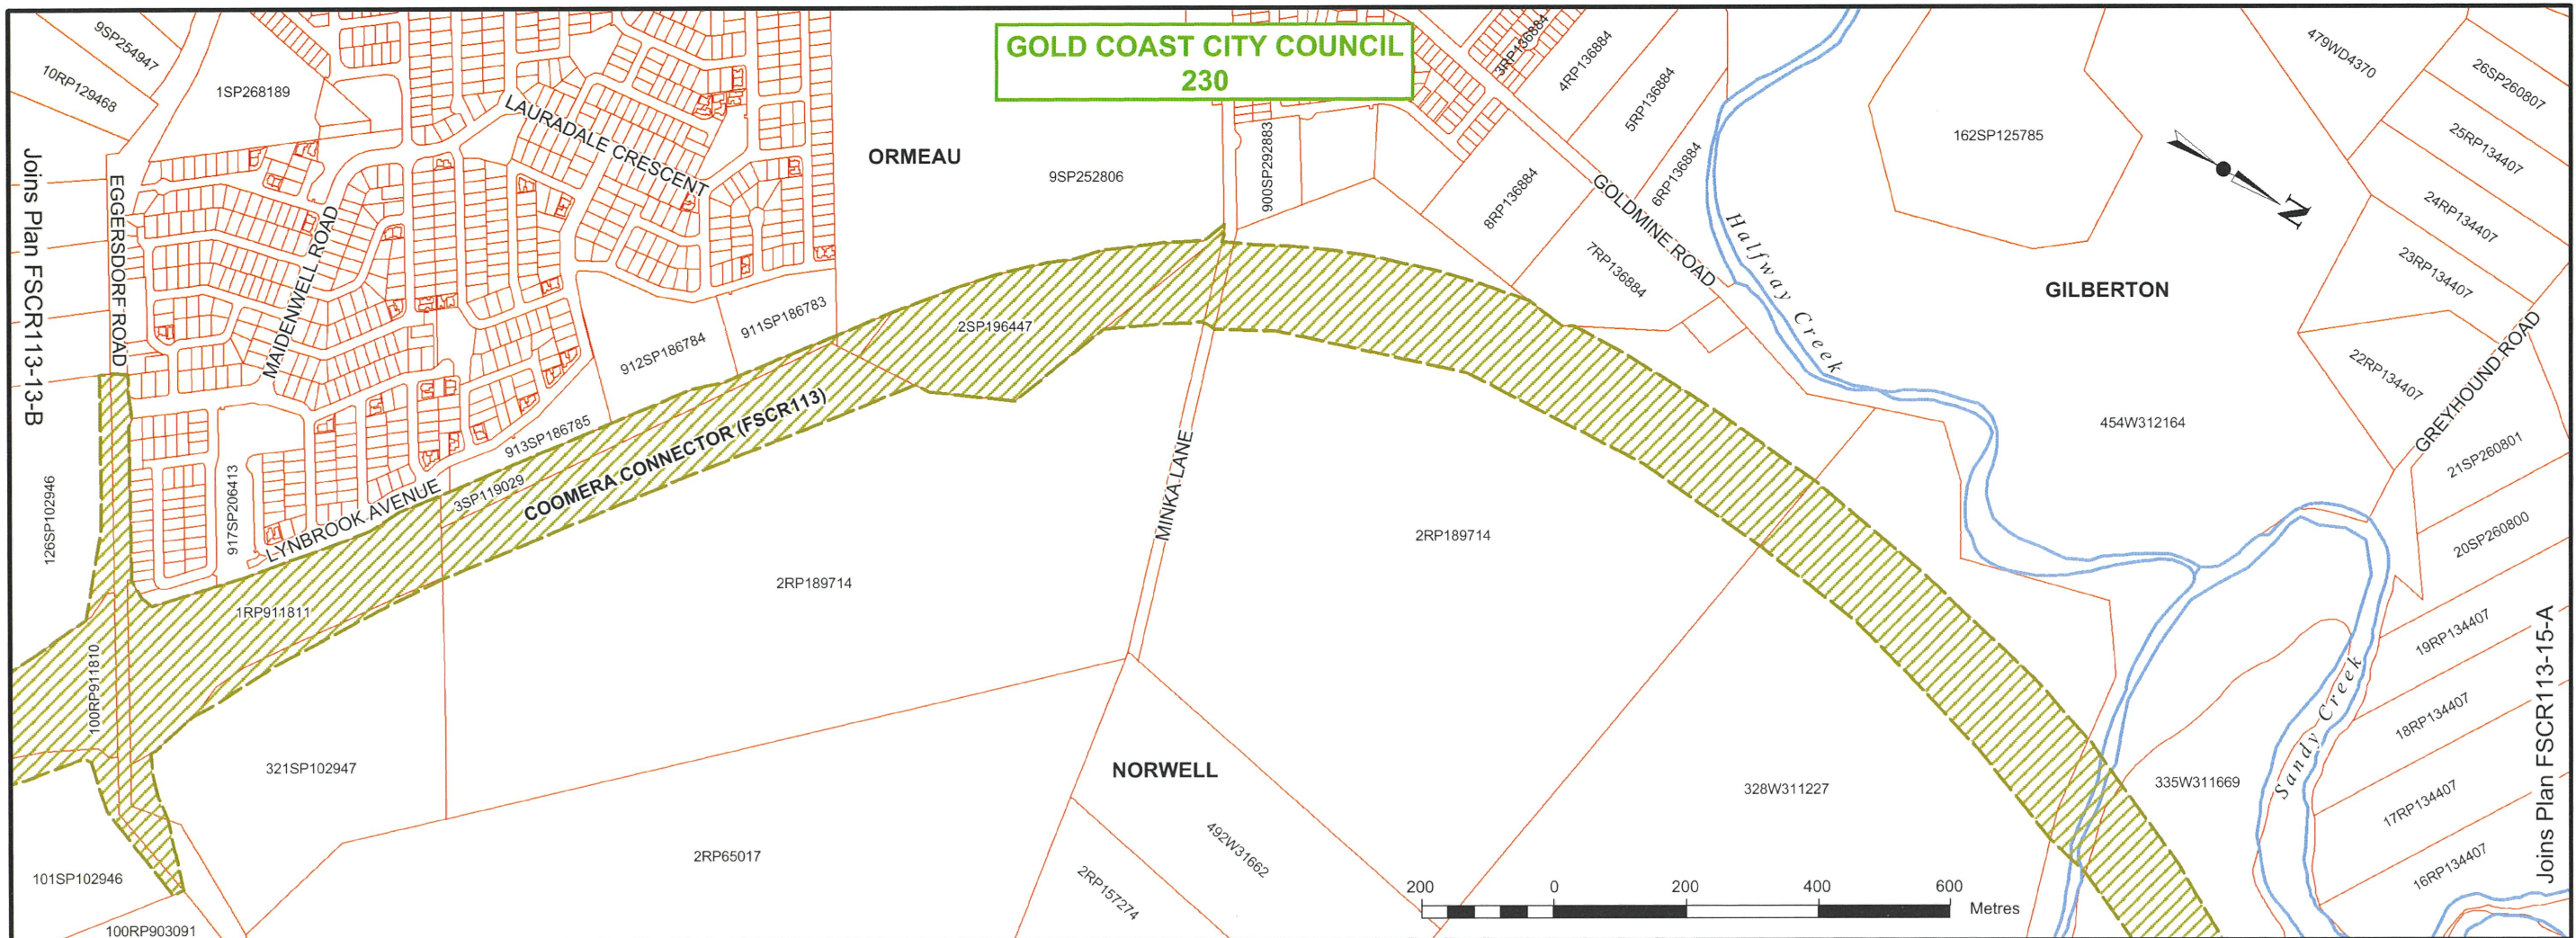 GOLD COAST CITY COUNCIL
230
9SP254947
10RP129468
1SP268189
Joins Plan FSCR113-13-B
EGGERSDORF ROAD
MAIDENWELL ROAD
LAURADALE CRESCENT
ORMEAU
9SP252806
900SP292883
3RP136884
4RP136884
5RP136884
6RP136884
8RP136884
7RP136884
GOLDMINE ROAD
Halfway Creek
162SP125785
N
479WD4370
26SP260807
25RP134407
24RP134407
23RP134407
GILBERTON
22RP134407
GREYHOUND ROAD
454W312164
21SP260801
20SP260800
912SP186784
911SP186783
2SP196447
913SP186785
3SP119029
COOMERA CONNECTOR (FSCR113)
917SP206413
LYNBROOK AVENUE
126SP102946
1RP911811
100RP911810
MINKA LANE
2RP189714
2RP189714
19RP134407
18RP134407
17RP134407
16RP134407
Joins Plan FSCR113-15-A
Sandy Creek
335W311669
328W311227
321SP102947
NORWELL
492W31662
2RP157274
2RP65017
101SP102946
100RP903091
200 0 200 400 600
Metres